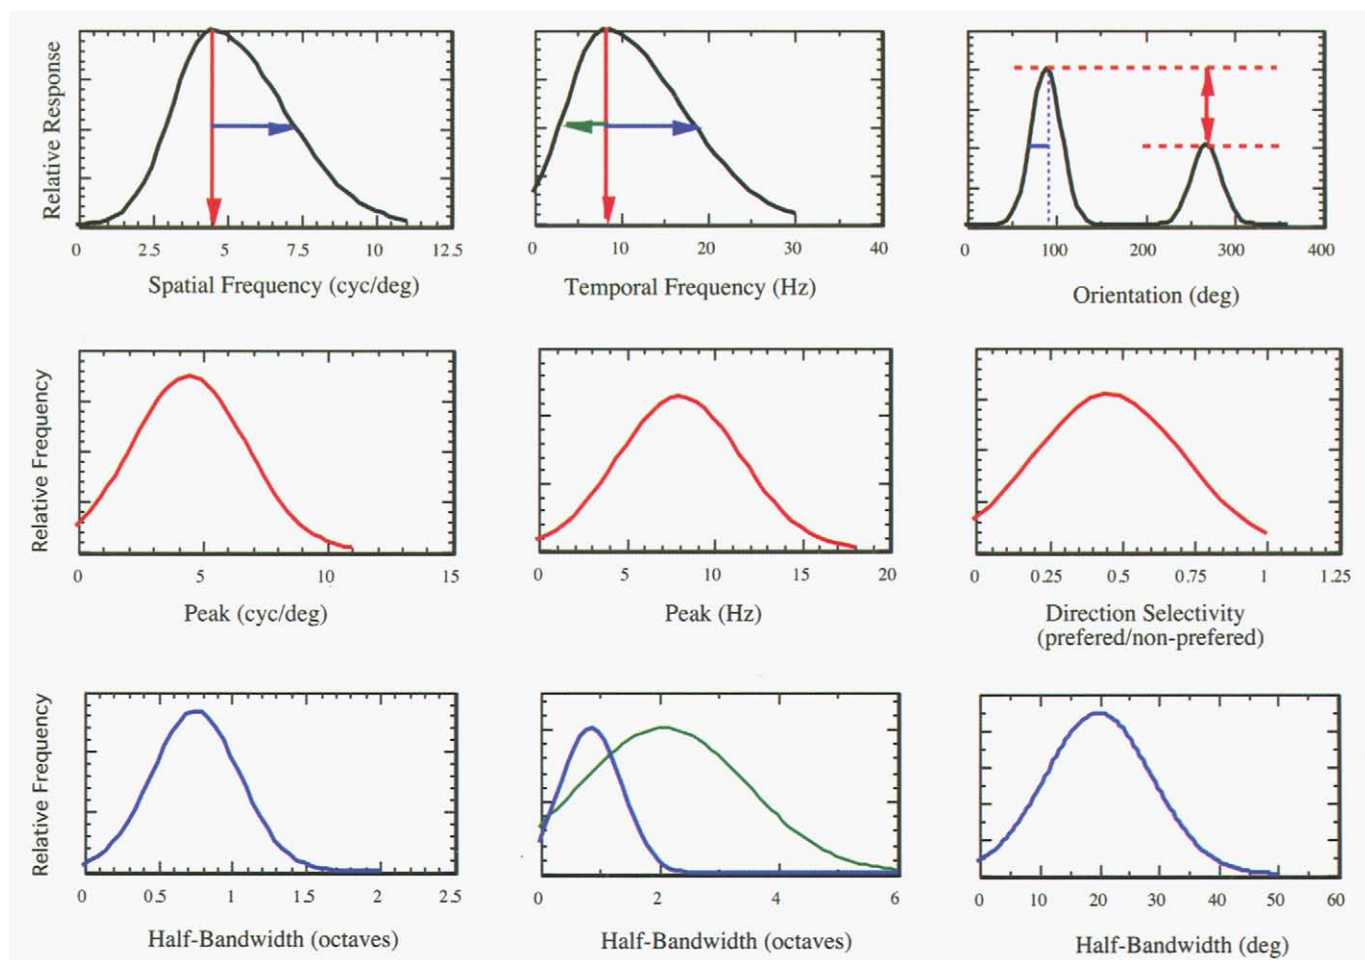 Relative Response
0 2.5 5 7.5 10 12.5
Spatial Frequency (cyc/deg)
0 10 20 30 40
Temporal Frequency (Hz)
0 100 200 300 400
Orientation (deg)
Relative Frequency
0 5 10 15
Peak (cyc/deg)
0 5 10 15 20
Peak (Hz)
0 0.25 0.5 0.75 1 1.25
Direction Selectivity
(prefered/non-prefered)
Relative Frequency
0 0.5 1 1.5 2 2.5
Half-Bandwidth (octaves)
0 2 4 6
Half-Bandwidth (octaves)
0 10 20 30 40 50 60
Half-Bandwidth (deg)